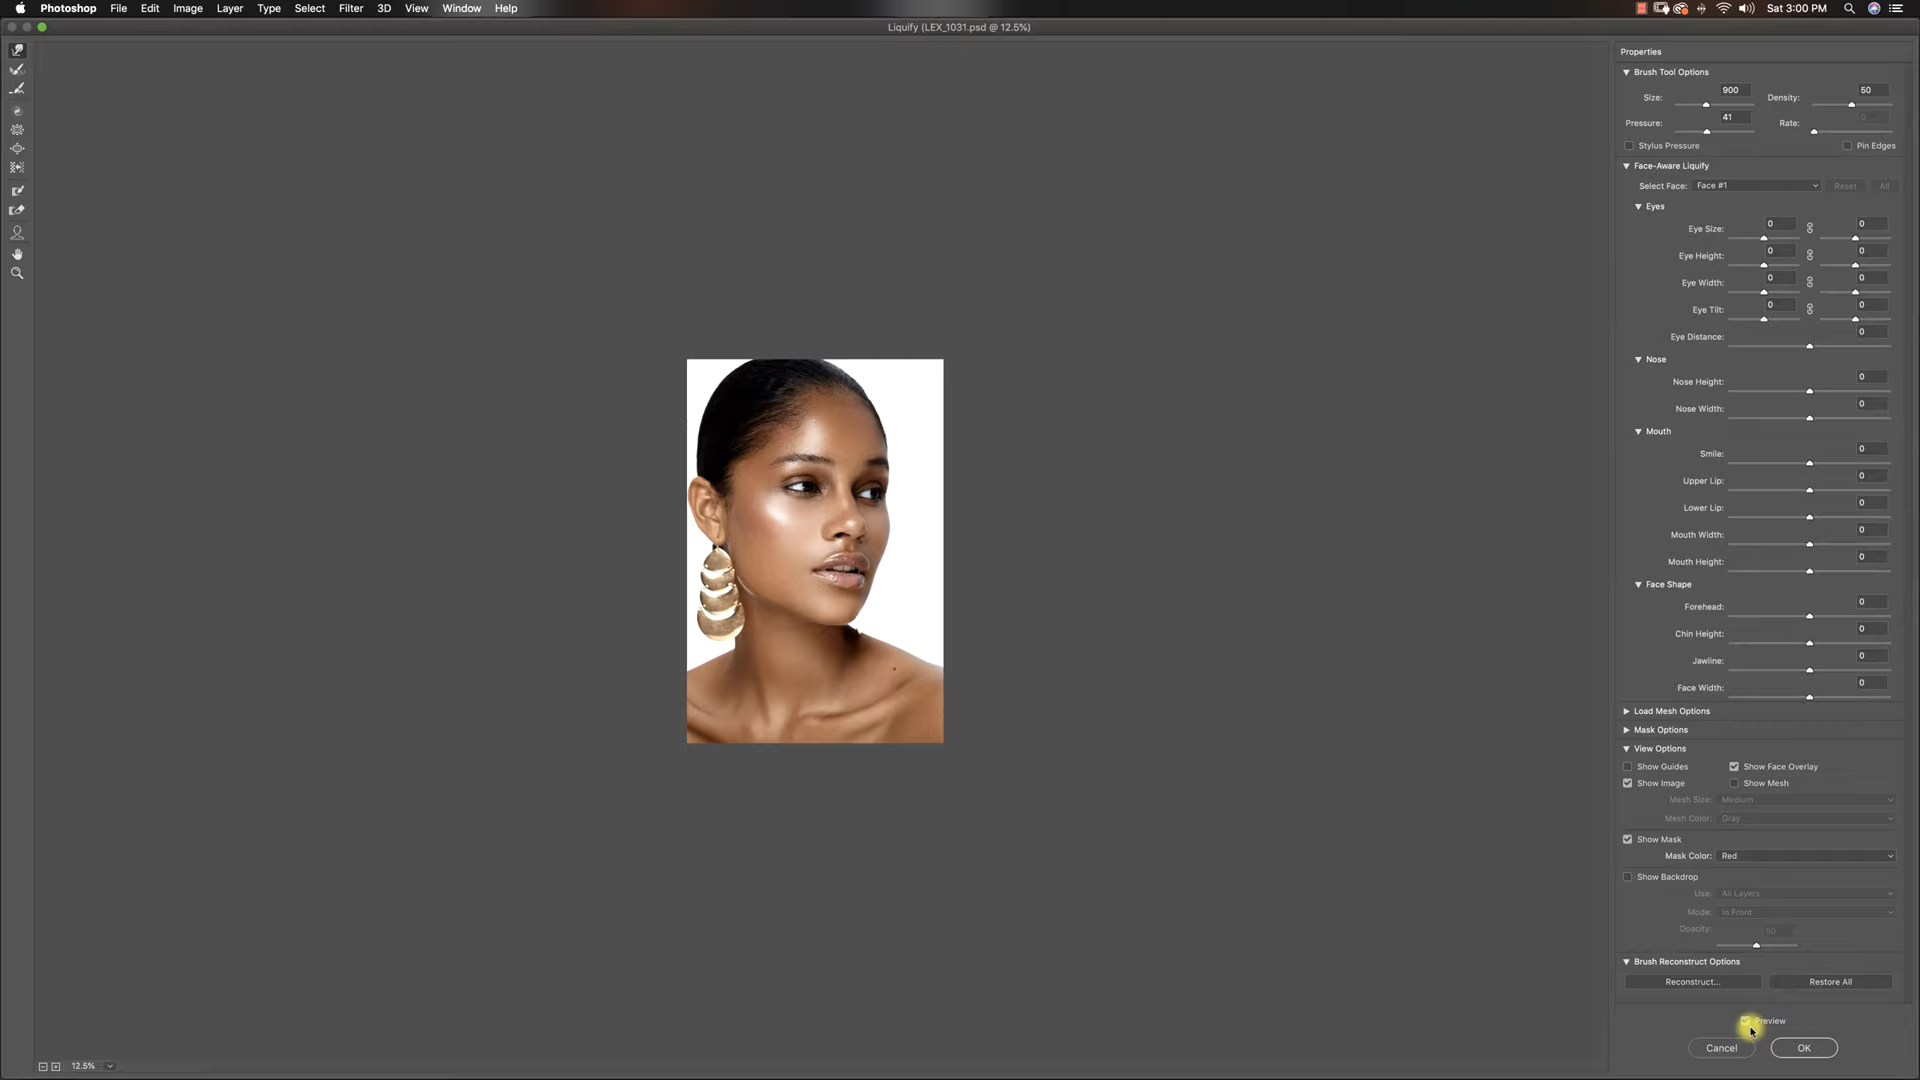 Photoshop File Edit Image Layer Type Select Filter 3D View Window Help Sat 3:00 PM
Liquify (LEX_1031.psd @ 12.5%)
Properties
Brush Tool Options
Size: 900 Density: 50
Pressure: 41 Rate: 0
Stylus Pressure Pin Edges
Face-Aware Liquify
Select Face: Face #1 Reset All
Eyes
Eye Size: 0 0
Eye Height: 0 0
Eye Width: 0 0
Eye Tilt: 0 0
Eye Distance: 0
Nose
Nose Height: 0
Nose Width: 0
Mouth
Smile: 0
Upper Lip: 0
Lower Lip: 0
Mouth Width: 0
Mouth Height: 0
Face Shape
Forehead: 0
Chin Height: 0
Jawline: 0
Face Width: 0
Load Mesh Options
Mask Options
View Options
Show Guides Show Face Overlay
Show Image Show Mesh
Mesh Size: Medium
Mesh Color: Gray
Show Mask
Mask Color: Red
Show Backdrop
Use: All Layers
Mode: In Front
Opacity: 50
Brush Reconstruct Options
Reconstruct... Restore All
Preview
Cancel OK
12.5%